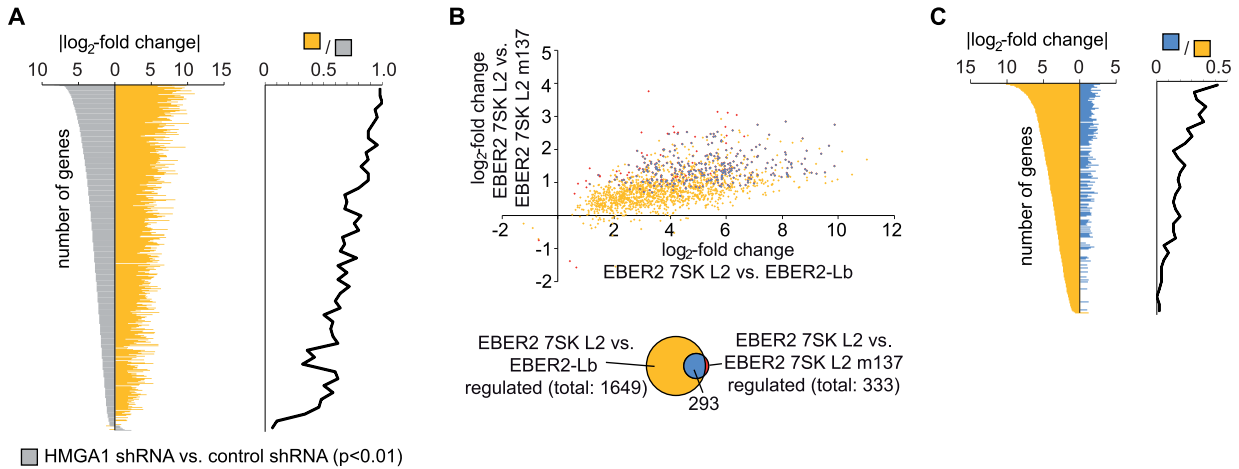 A
|log2-fold change|
10 5 0 5 10 15
number of genes
/
0 0.5 1.0
HMGA1 shRNA vs. control shRNA (p<0.01)
B
log2-fold change
EBER2 7SK L2 vs.
EBER2 7SK L2 m137
5
4
3
2
1
-1
-2
-2 2 4 6 8 10 12
log2-fold change
EBER2 7SK L2 vs. EBER2-Lb
EBER2 7SK L2 vs.
EBER2-Lb
regulated (total: 1649)
EBER2 7SK L2 vs.
EBER2 7SK L2 m137
regulated (total: 333)
293
C
|log2-fold change|
15 10 5 0 5
number of genes
/
0 0.5